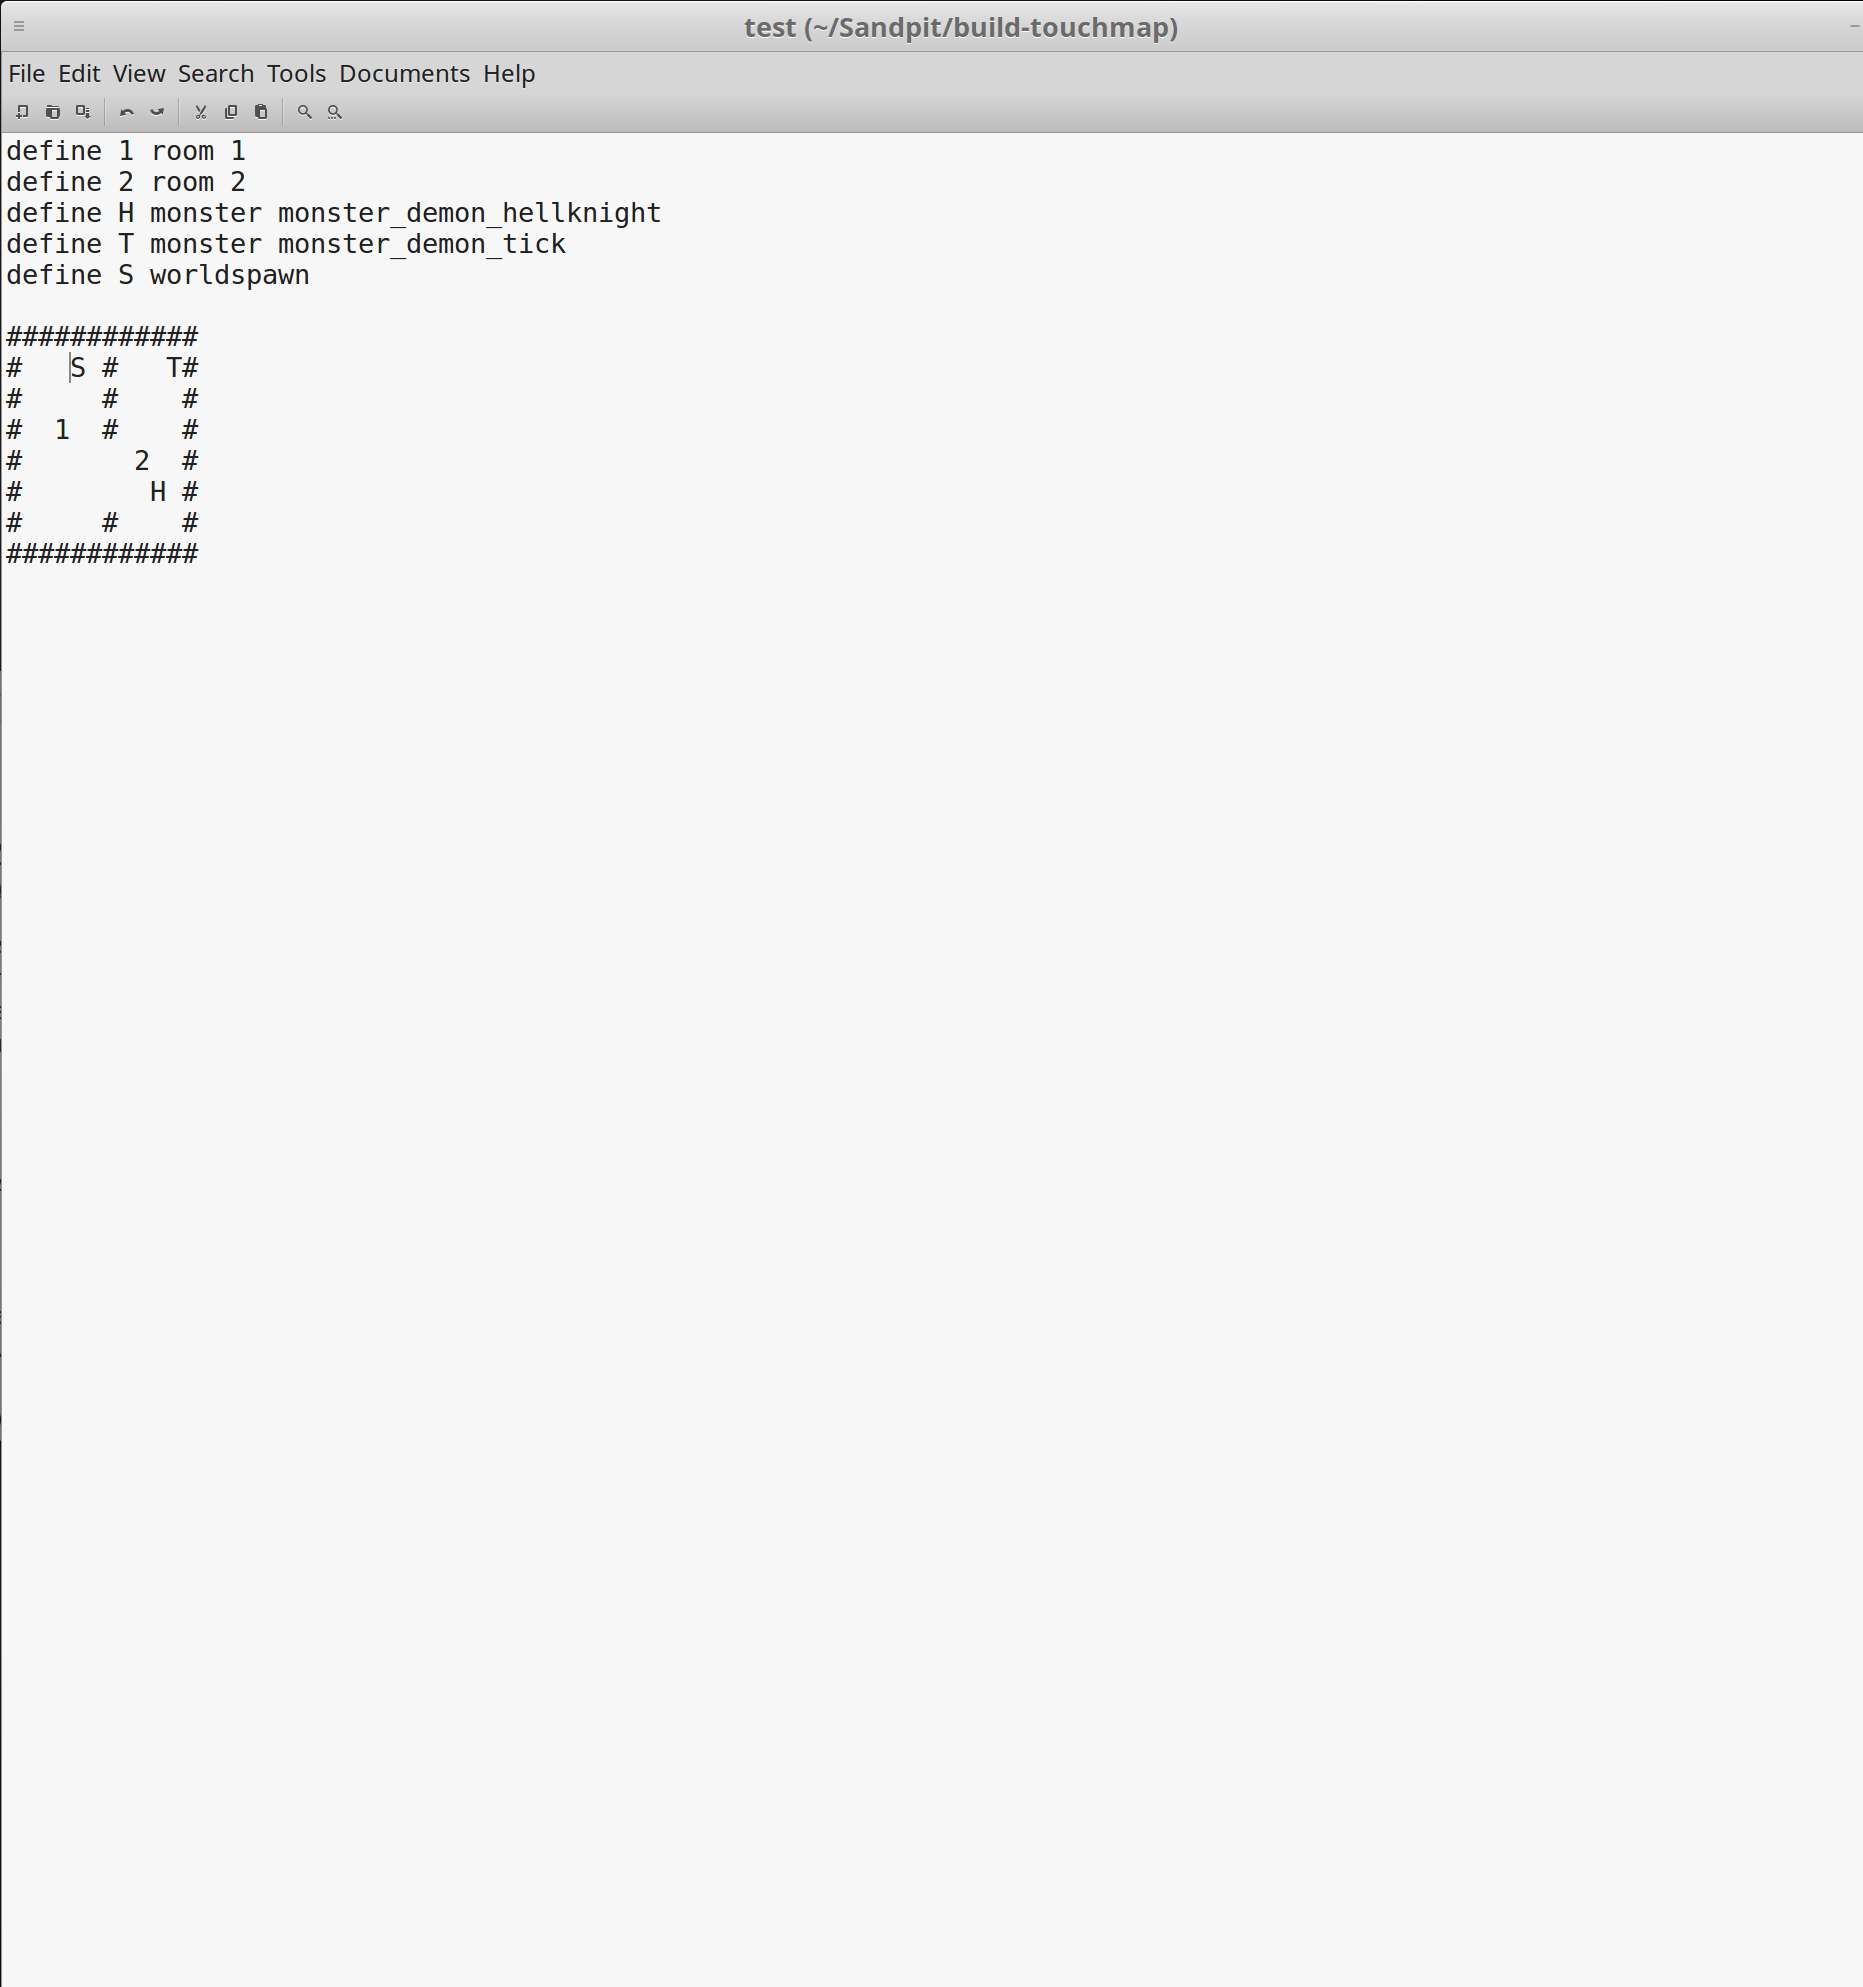 test (~/Sandpit/build-touchmap)
File Edit View Search Tools Documents Help
define 1 room 1
define 2 room 2
define H monster monster_demon_hellknight
define T monster monster_demon_tick
define S worldspawn

############
#   S #   T#
#     #    #
#  1  #    #
#       2  #
#        H #
#     #    #
############